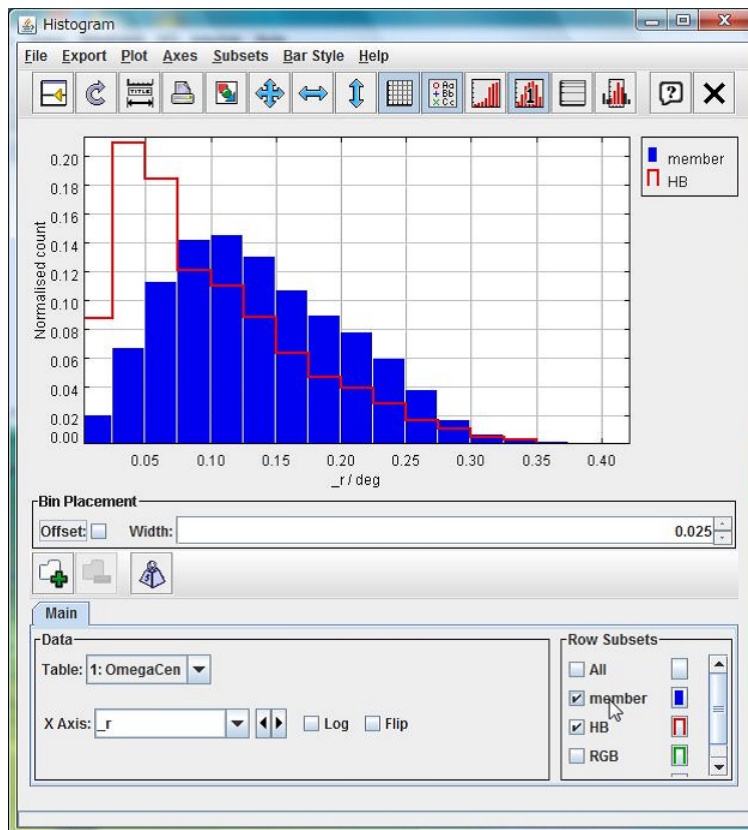 Histogram
File Export Plot Axes Subsets Bar Style Help
member
HB
0.20
0.18
0.16
0.14
0.12
0.10
0.08
0.06
0.04
0.02
0.00
Normalised count
0.05 0.10 0.15 0.20 0.25 0.30 0.35 0.40
_r / deg
Bin Placement
Offset: Width: 0.025
Main
Data
Table: 1: OmegaCen
X Axis: _r Log Flip
Row Subsets
All
member
HB
RGB